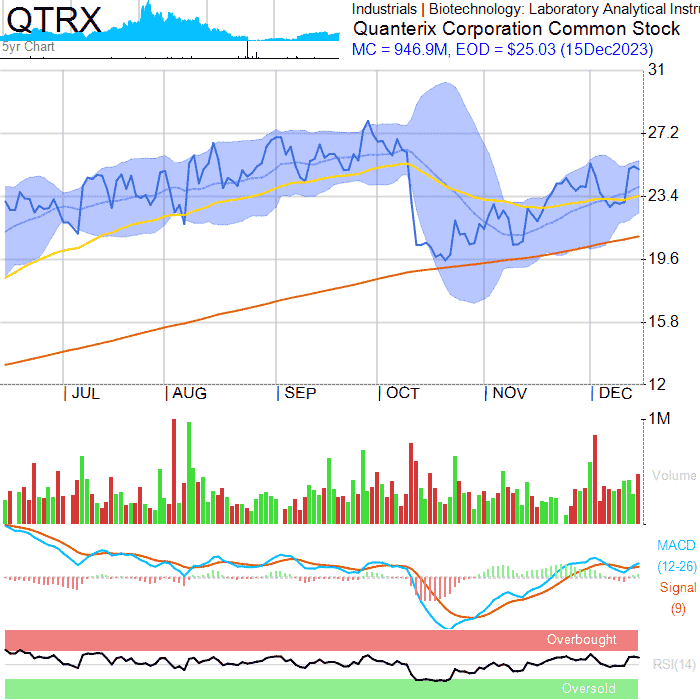 QTRX
5yr Chart
Industrials | Biotechnology: Laboratory Analytical Instru
Quanterix Corporation Common Stock
MC = 946.9M, EOD = $25.03 (15Dec2023)
31
27.2
23.4
19.6
15.8
12
JUL AUG SEP OCT NOV DEC
1M
Volume
MACD
(12-26)
Signal
(9)
Overbought
RSI(14)
Oversold